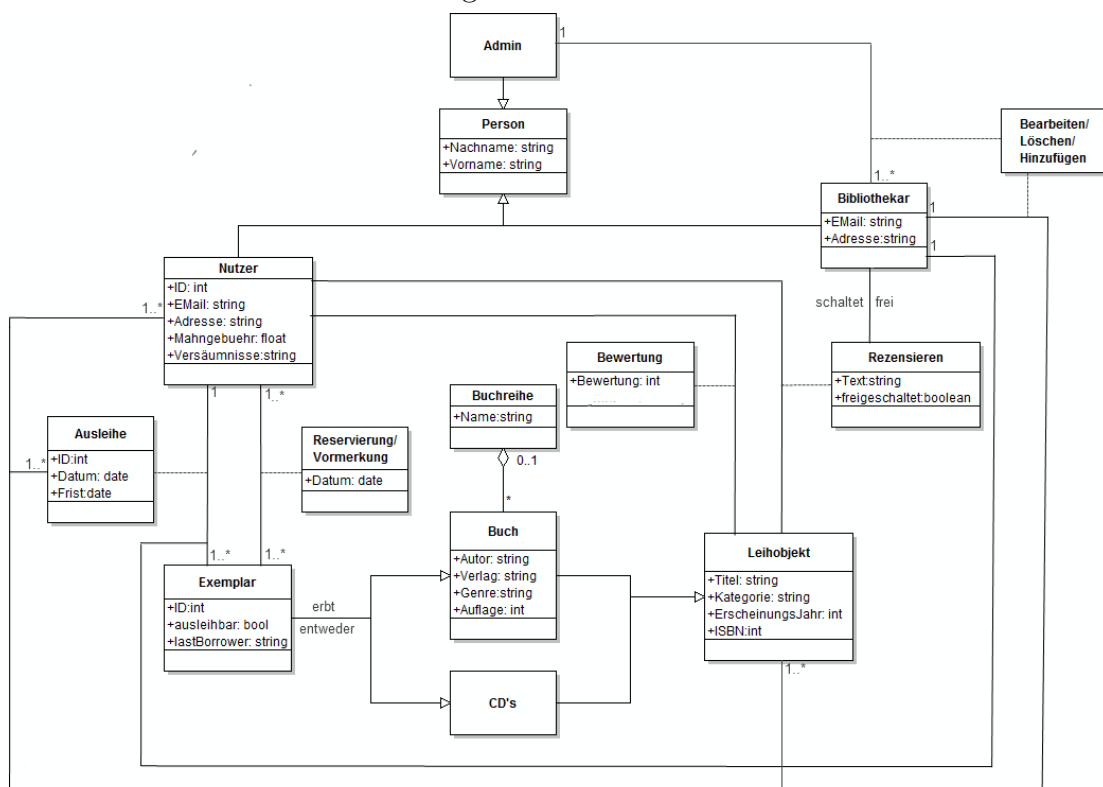 Admin
1
Person
+Nachname: string
+Vorname: string
Bearbeiten/
Löschen/
Hinzufügen
1..*
Bibliothekar
+EMail: string
+Adresse:string
1
1
Nutzer
+ID: int
+EMail: string
+Adresse: string
+Mahngebuehr: float
+Versäumnisse:string
1..*
schaltet frei
Bewertung
+Bewertung: int
Rezensieren
+Text:string
+freigeschaltet:boolean
Buchreihe
+Name:string
0..1
*
1
1..*
Ausleihe
+ID:int
+Datum: date
+Frist:date
1..*
Reservierung/
Vormerkung
+Datum: date
Buch
+Autor: string
+Verlag: string
+Genre:string
+Auflage: int
Leihobjekt
+Titel: string
+Kategorie: string
+ErscheinungsJahr: int
+ISBN:int
1..*
1..*
1..*
Exemplar
+ID:int
+ausleihbar: bool
+lastBorrower: string
erbt
entweder
CD's